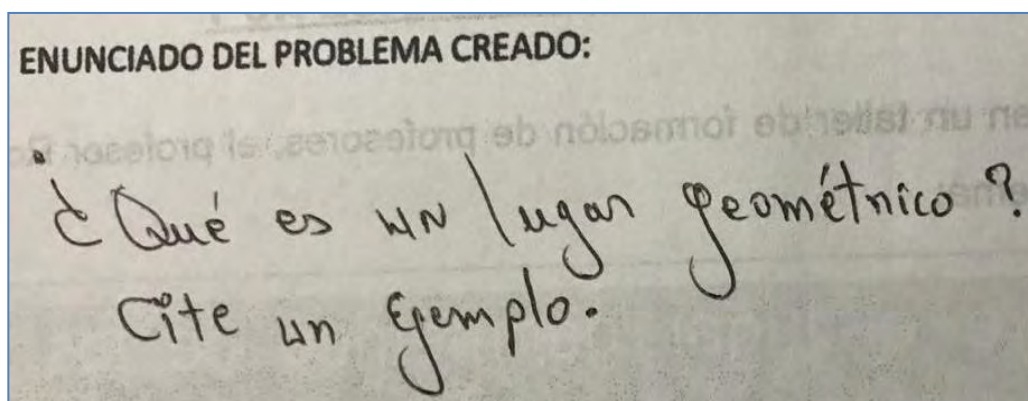 ENUNCIADO DEL PROBLEMA CREADO:
¿Qué es un lugar geométrico?
Cite un Ejemplo.